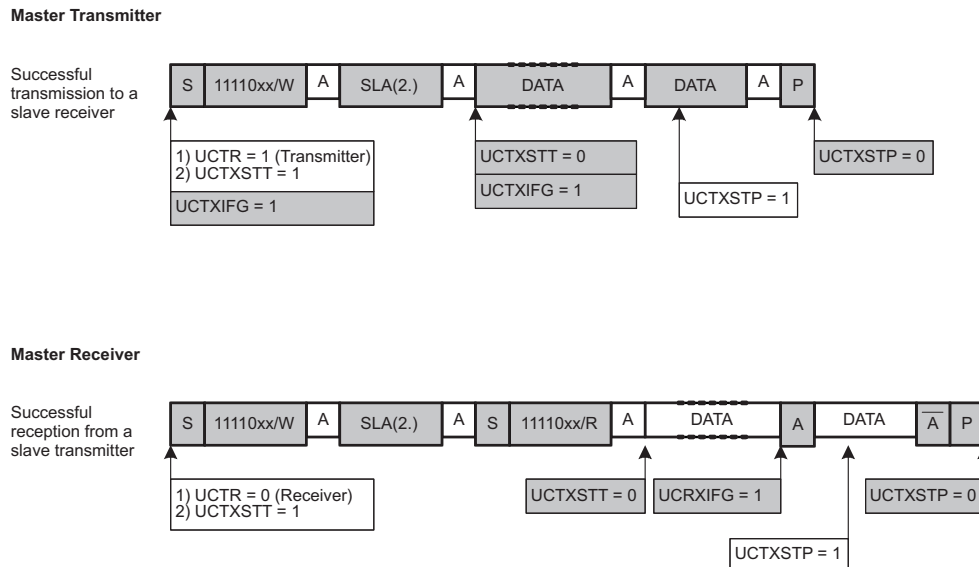 Master Transmitter
Successful
transmission to a
slave receiver
S 11110xx/W A SLA(2.) A DATA A DATA A P
1) UCTR = 1 (Transmitter)
2) UCTXSTT = 1
UCTXIFG = 1
UCTXSTT = 0
UCTXIFG = 1
UCTXSTP = 1
UCTXSTP = 0
Master Receiver
Successful
reception from a
slave transmitter
S 11110xx/W A SLA(2.) A S 11110xx/R A DATA A DATA A̅ P
1) UCTR = 0 (Receiver)
2) UCTXSTT = 1
UCTXSTT = 0
UCRXIFG = 1
UCTXSTP = 1
UCTXSTP = 0